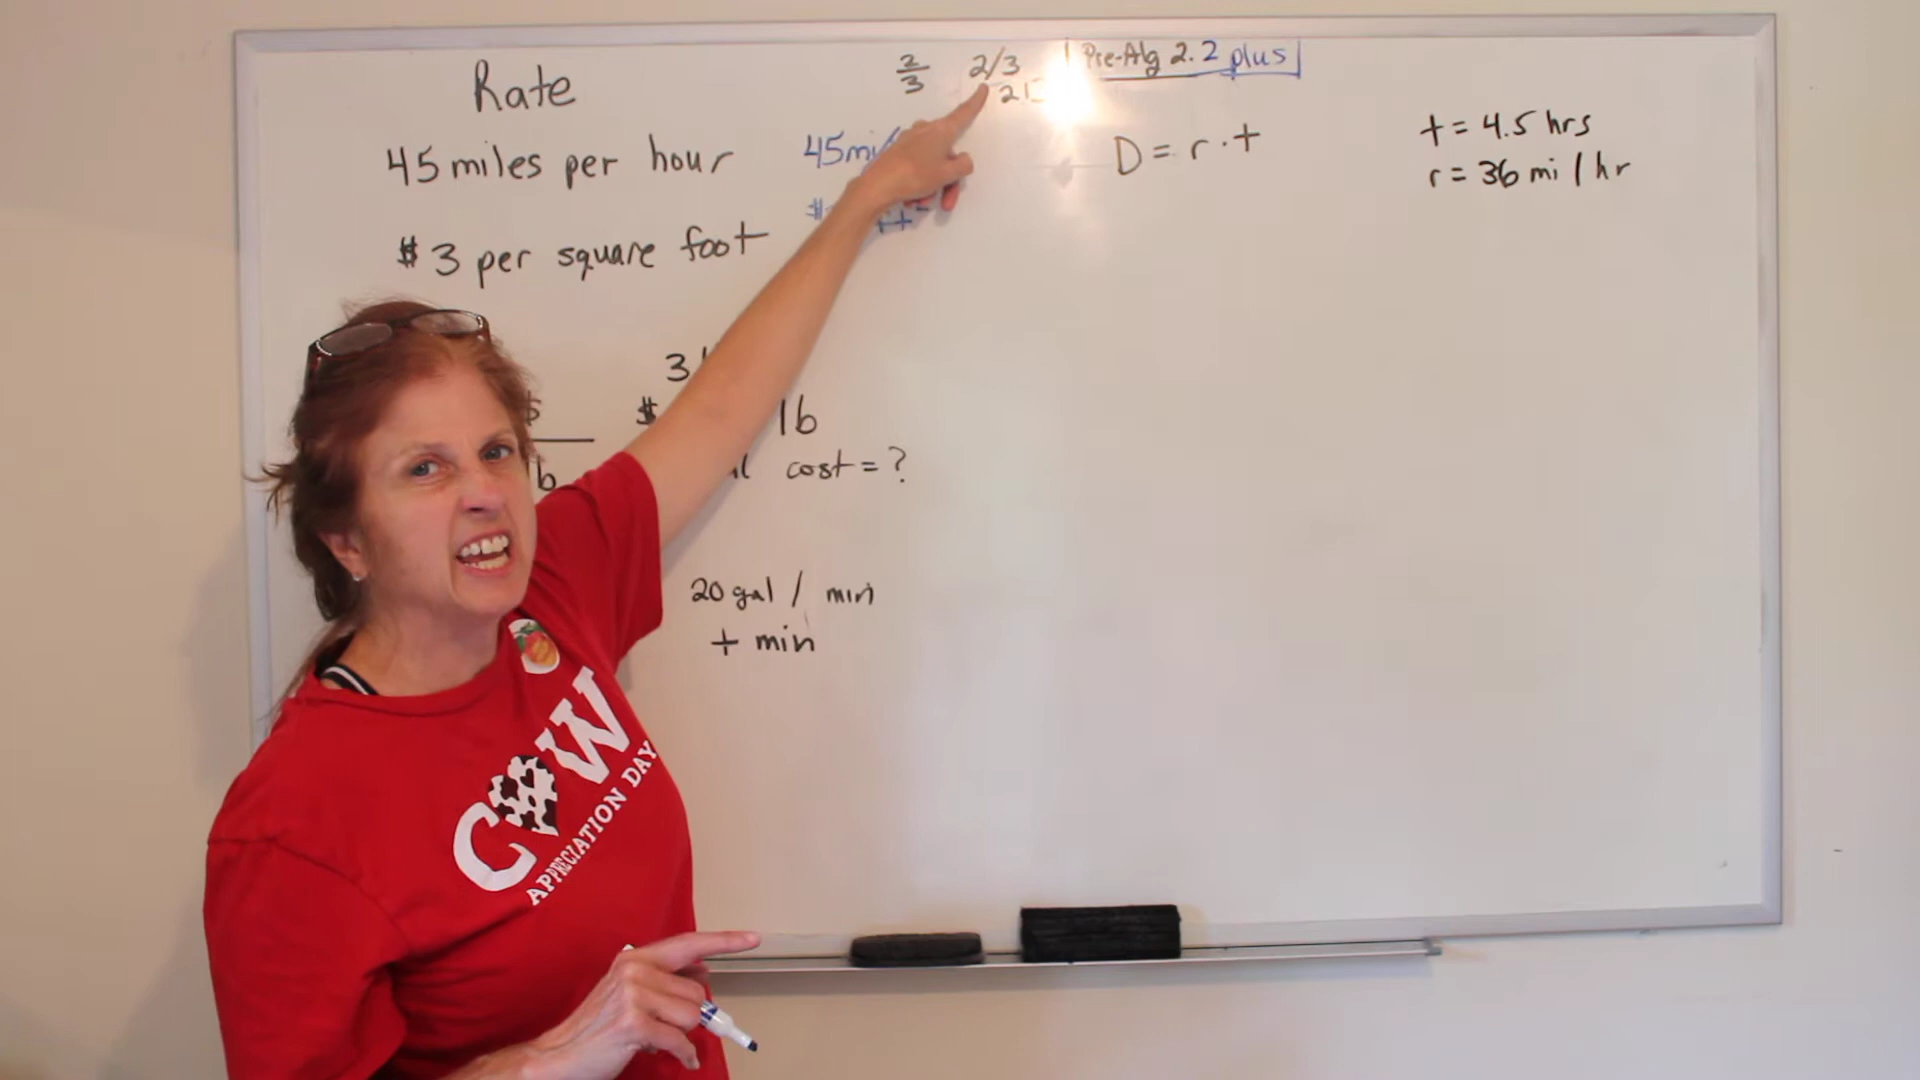 Rate
45 miles per hour
$3 per square foot
2/3 2/3
45mi/
$
3
$ lb
cost = ?
20 gal / min
t min
Pre-Alg 2.2 plus
D = r·t
t = 4.5 hrs
r = 36 mi / hr
COW
APPRECIATION DAY